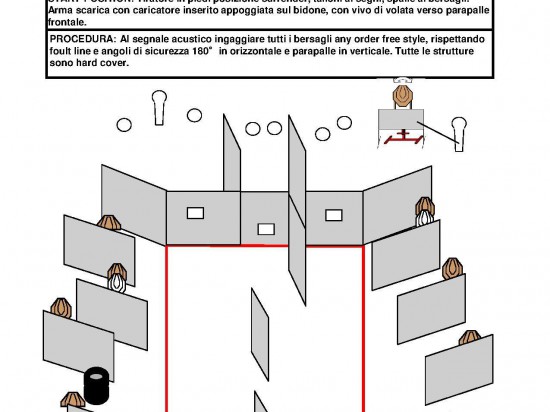 Arma scarica con caricatore inserito appoggiata sul bidone, con vivo di volata verso parapalle
frontale.
PROCEDURA: Al segnale acustico ingaggiare tutti i bersagli any order free style, rispettando
foult line e angoli di sicurezza 180° in orizzontale e parapalle in verticale. Tutte le strutture
sono hard cover.